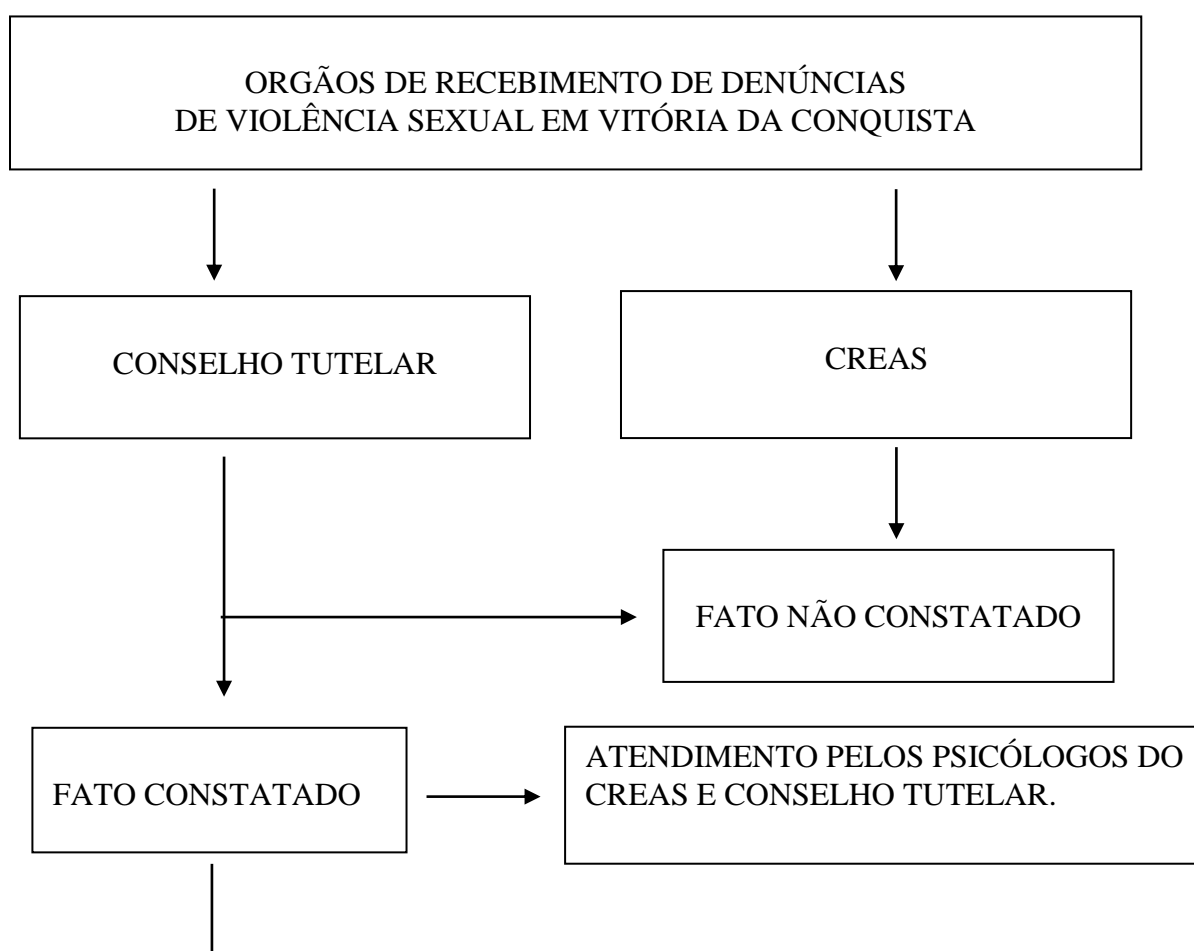 ORGÃOS DE RECEBIMENTO DE DENÚNCIAS
DE VIOLÊNCIA SEXUAL EM VITÓRIA DA CONQUISTA
CONSELHO TUTELAR
CREAS
FATO NÃO CONSTATADO
FATO CONSTATADO
ATENDIMENTO PELOS PSICÓLOGOS DO
CREAS E CONSELHO TUTELAR.